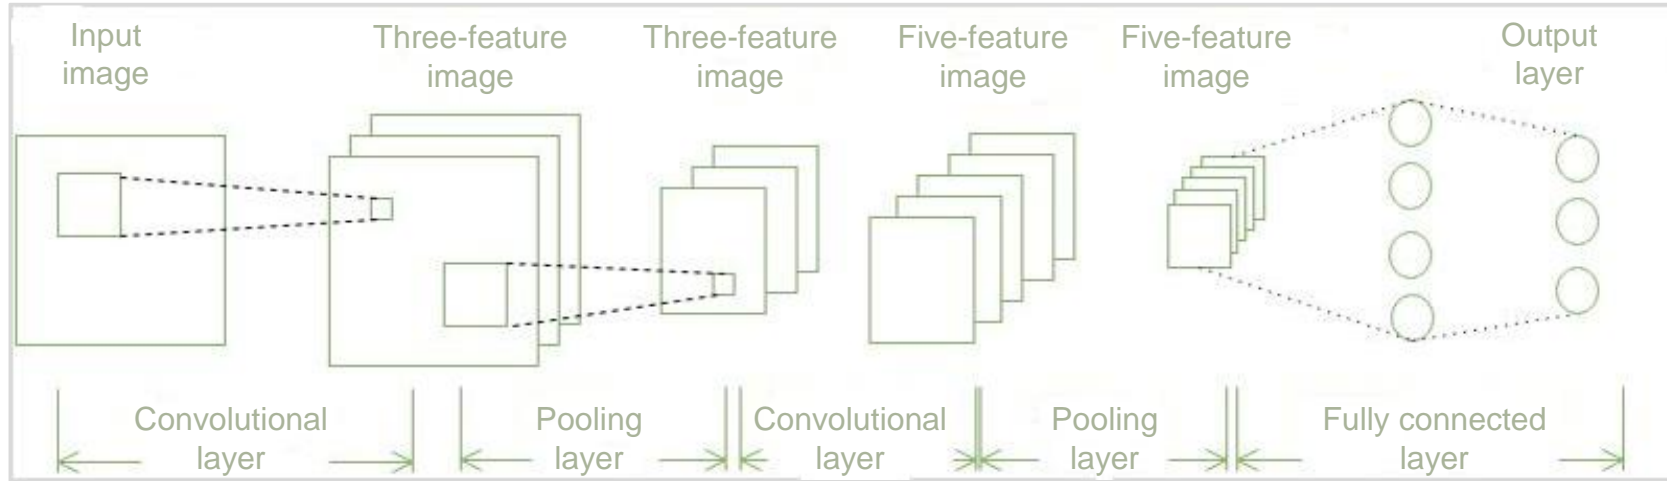 Input
image
Three-feature
image
Three-feature
image
Five-feature
image
Five-feature
image
Output
layer
Convolutional
layer
Pooling
layer
Convolutional
layer
Pooling
layer
Fully connected
layer